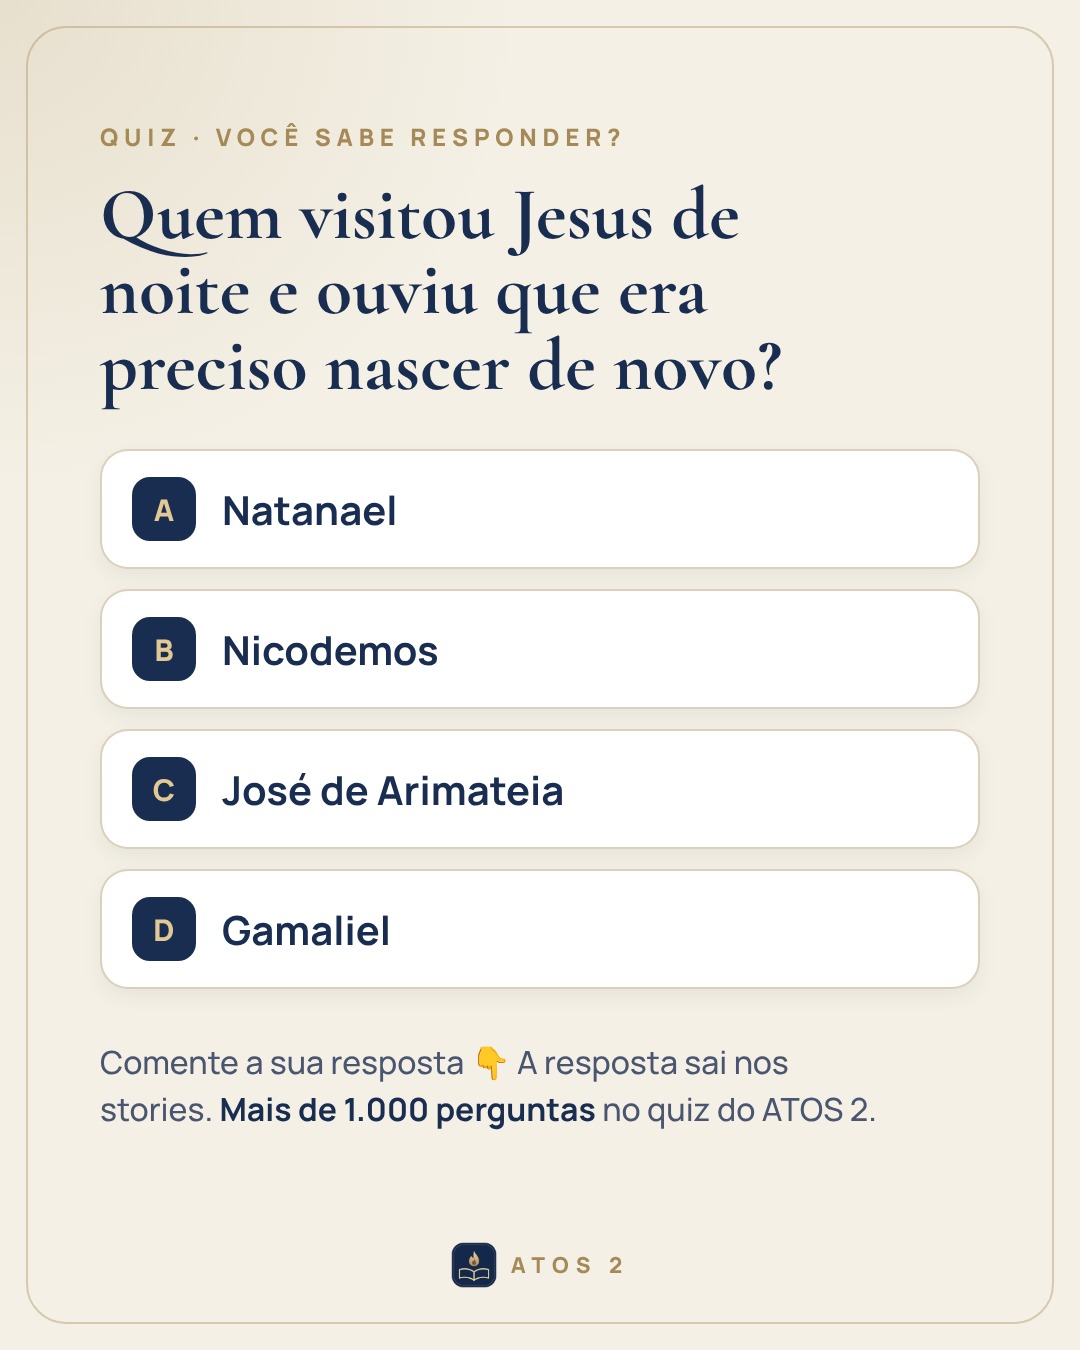 QUIZ · VOCÊ SABE RESPONDER?
Quem visitou Jesus de
noite e ouviu que era
preciso nascer de novo?
A Natanael
B Nicodemos
C José de Arimateia
D Gamaliel
Comente a sua resposta 👇 A resposta sai nos
stories. Mais de 1.000 perguntas no quiz do ATOS 2.
ATOS 2